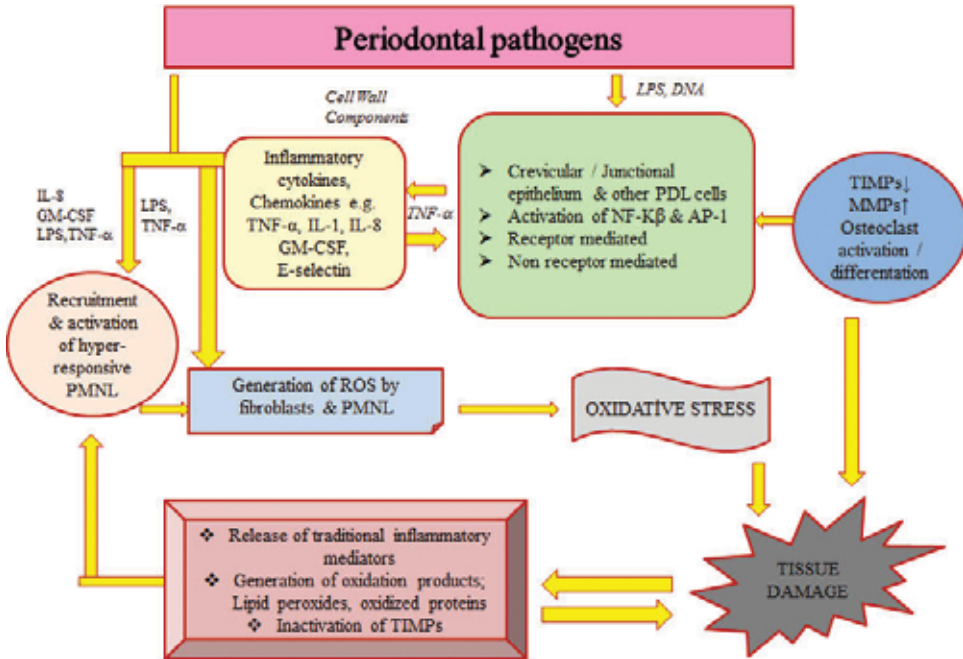 Periodontal pathogens
Cell Wall
Components
LPS, DNA
IL-8
GM-CSF
LPS,TNF-α
LPS,
TNF-α
Inflammatory
cytokines,
Chemokines e.g.
TNF-α, IL-1, IL-8
GM-CSF,
E-selectin
TNF-α
➤ Crevicular / Junctional
epithelium & other PDL cells
➤ Activation of NF-Kβ & AP-1
➤ Receptor mediated
➤ Non receptor mediated
TIMPs↓
MMPs↑
Osteoclast
activation /
differentation
Recruitment
& activation
of hyper-
responsive
PMNL
Generation of ROS by
fibroblasts & PMNL
OXIDATİVE STRESS
❖ Release of traditional inflammatory
mediators
❖ Generation of oxidation products;
Lipid peroxides, oxidized proteins
❖ Inactivation of TIMPs
TISSUE
DAMAGE